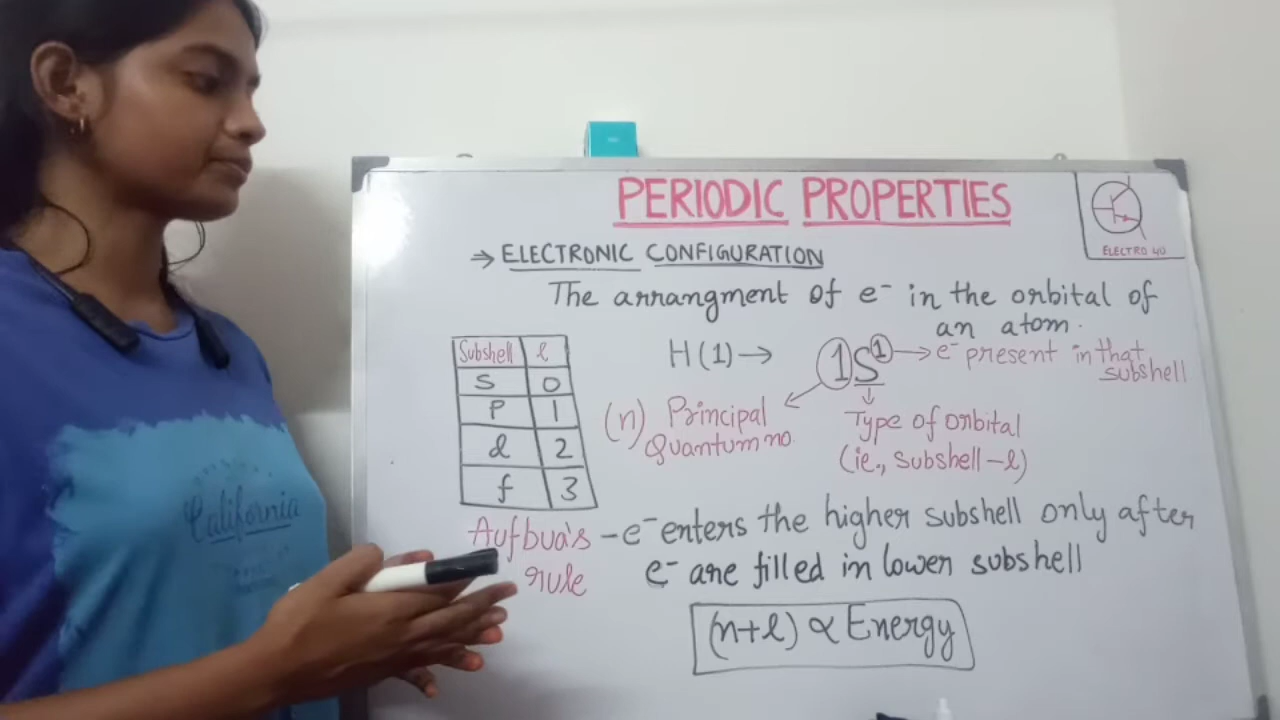 PERIODIC PROPERTIES
ELECTRO 4U
⇒ ELECTRONIC CONFIGURATION
The arrangment of e⁻ in the orbital of
an atom.
Subshell l
s 0
p 1
d 2
f 3
H(1) → 1S¹ → e⁻ present in that
subshell
(n) Principal
Quantum no.
Type of orbital
(ie., subshell-l)
Aufbua's rule – e⁻ enters the higher subshell only after
e⁻ are filled in lower subshell
(n+l) ∝ Energy
California